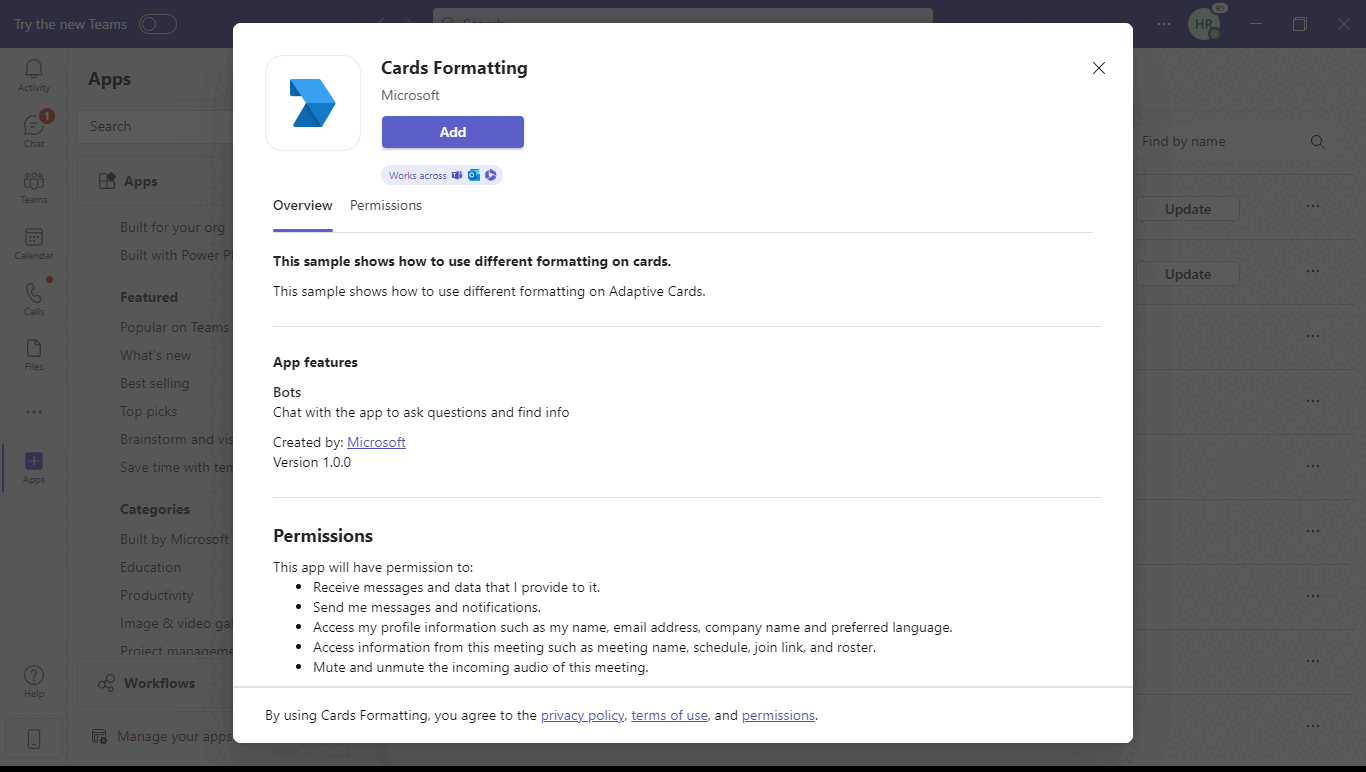 Try the new Teams
Search
HR
R1
Activity
Chat
1
Teams
Calendar
Calls
Files
Apps
Help
Apps
Search
Apps
Built for your org
Built with Power
Featured
Popular on Teams
What's new
Best selling
Top picks
Brainstorm and
Save time with
Categories
Built by Microsoft
Education
Productivity
Image & video
Project
Workflows
Manage your apps
Cards Formatting
Microsoft
Add
Works across
Overview Permissions
This sample shows how to use different formatting on cards.
This sample shows how to use different formatting on Adaptive Cards.
App features
Bots
Chat with the app to ask questions and find info
Created by: Microsoft
Version 1.0.0
Permissions
This app will have permission to:
• Receive messages and data that I provide to it.
• Send me messages and notifications.
• Access my profile information such as my name, email address, company name and preferred language.
• Access information from this meeting such as meeting name, schedule, join link, and roster.
• Mute and unmute the incoming audio of this meeting.
By using Cards Formatting, you agree to the privacy policy, terms of use, and permissions.
Find by name
Update
Update